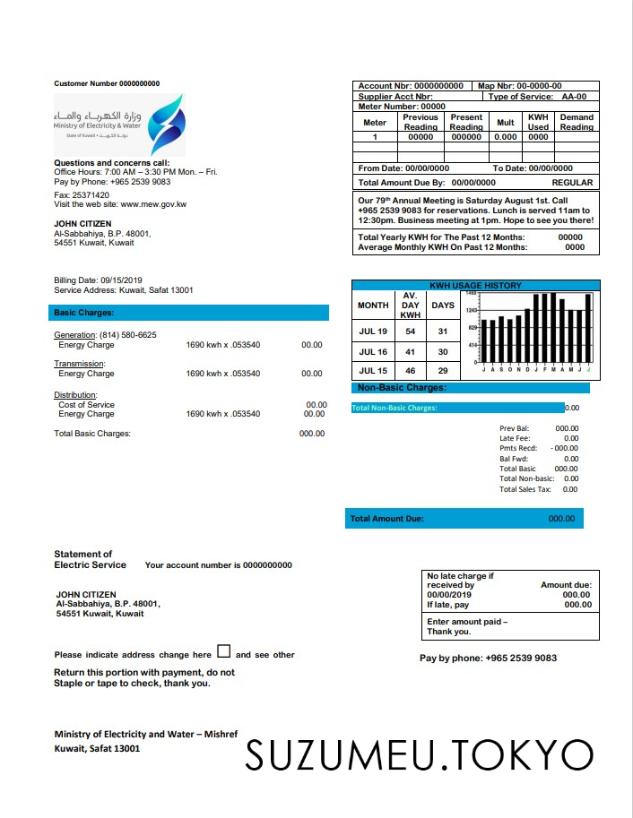 Customer Number 0000000000
وزارة الكهرباء والماء
Ministry of Electricity & Water
State of Kuwait • دولة الكويت
Questions and concerns call:
Office Hours: 7:00 AM – 3:30 PM Mon. – Fri.
Pay by Phone: +965 2539 9083
Fax: 25371420
Visit the web site: www.mew.gov.kw
JOHN CITIZEN
Al-Sabbahiya, B.P. 48001,
54551 Kuwait, Kuwait
Billing Date: 09/15/2019
Service Address: Kuwait, Safat 13001
Basic Charges:
Generation: (814) 580-6625
Energy Charge 1690 kwh x .053540 00.00
Transmission:
Energy Charge 1690 kwh x .053540 00.00
Distribution:
Cost of Service 00.00
Energy Charge 1690 kwh x .053540 00.00
Total Basic Charges: 000.00
Account Nbr: 0000000000 Map Nbr: 00-0000-00
Supplier Acct Nbr: Type of Service: AA-00
Meter Number: 00000
Meter Previous Reading Present Reading Mult KWH Used Demand Reading
1 00000 000000 0.000 0000
From Date: 00/00/0000 To Date: 00/00/0000
Total Amount Due By: 00/00/0000 REGULAR
Our 79th Annual Meeting is Saturday August 1st. Call
+965 2539 9083 for reservations. Lunch is served 11am to
12:30pm. Business meeting at 1pm. Hope to see you there!
Total Yearly KWH for The Past 12 Months: 00000
Average Monthly KWH On Past 12 Months: 0000
KWH USAGE HISTORY
MONTH AV. DAY KWH DAYS
JUL 19 54 31
JUL 16 41 30
JUL 15 46 29
J A S O N D J F M A M J J
Non-Basic Charges:
Total Non-Basic Charges: 0.00
Prev Bal: 000.00
Late Fee: 0.00
Pmts Recd: - 000.00
Bal Fwd: 0.00
Total Basic 000.00
Total Non-basic: 0.00
Total Sales Tax: 0.00
Total Amount Due: 000.00
Statement of
Electric Service Your account number is 0000000000
JOHN CITIZEN
Al-Sabbahiya, B.P. 48001,
54551 Kuwait, Kuwait
No late charge if
received by Amount due:
00/00/2019 000.00
If late, pay 000.00
Enter amount paid –
Thank you.
Please indicate address change here and see other
Pay by phone: +965 2539 9083
Return this portion with payment, do not
Staple or tape to check, thank you.
Ministry of Electricity and Water – Mishref
Kuwait, Safat 13001
SUZUMEU.TOKYO